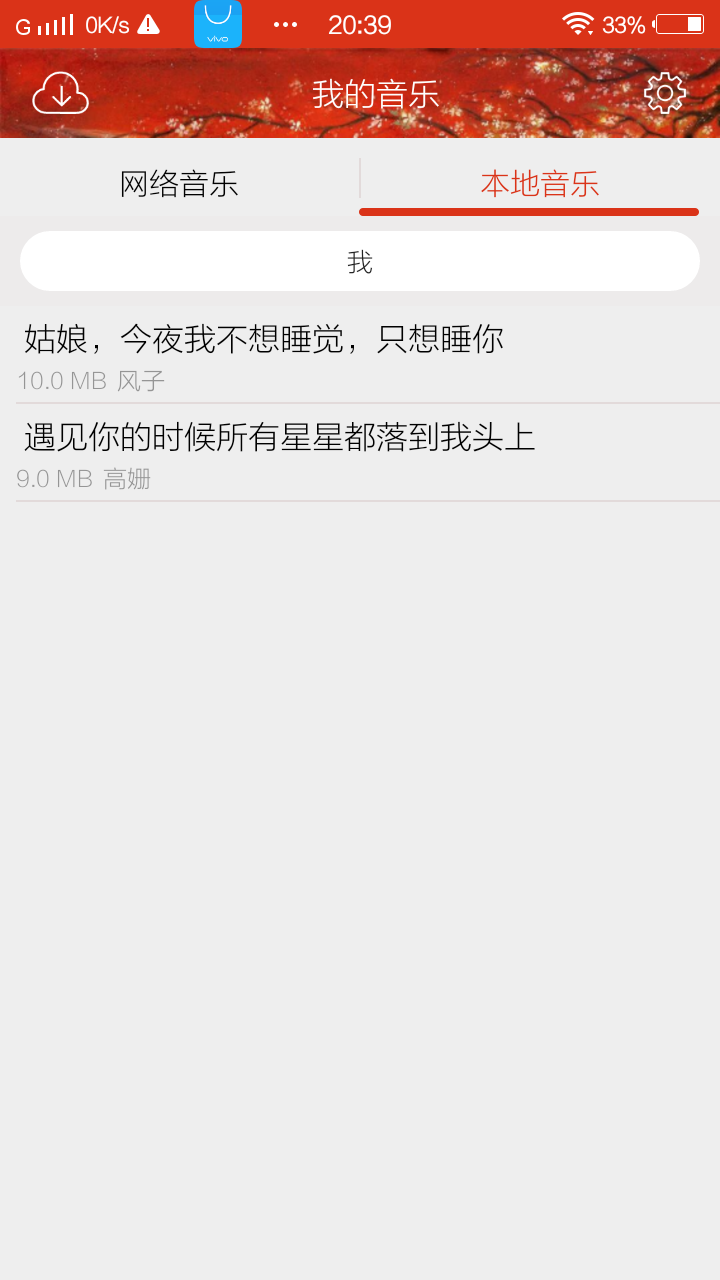 G 0K/s vivo ... 20:39 33%
我的音乐
网络音乐 本地音乐
我
姑娘，今夜我不想睡觉，只想睡你
10.0 MB 风子
遇见你的时候所有星星都落到我头上
9.0 MB 高姗